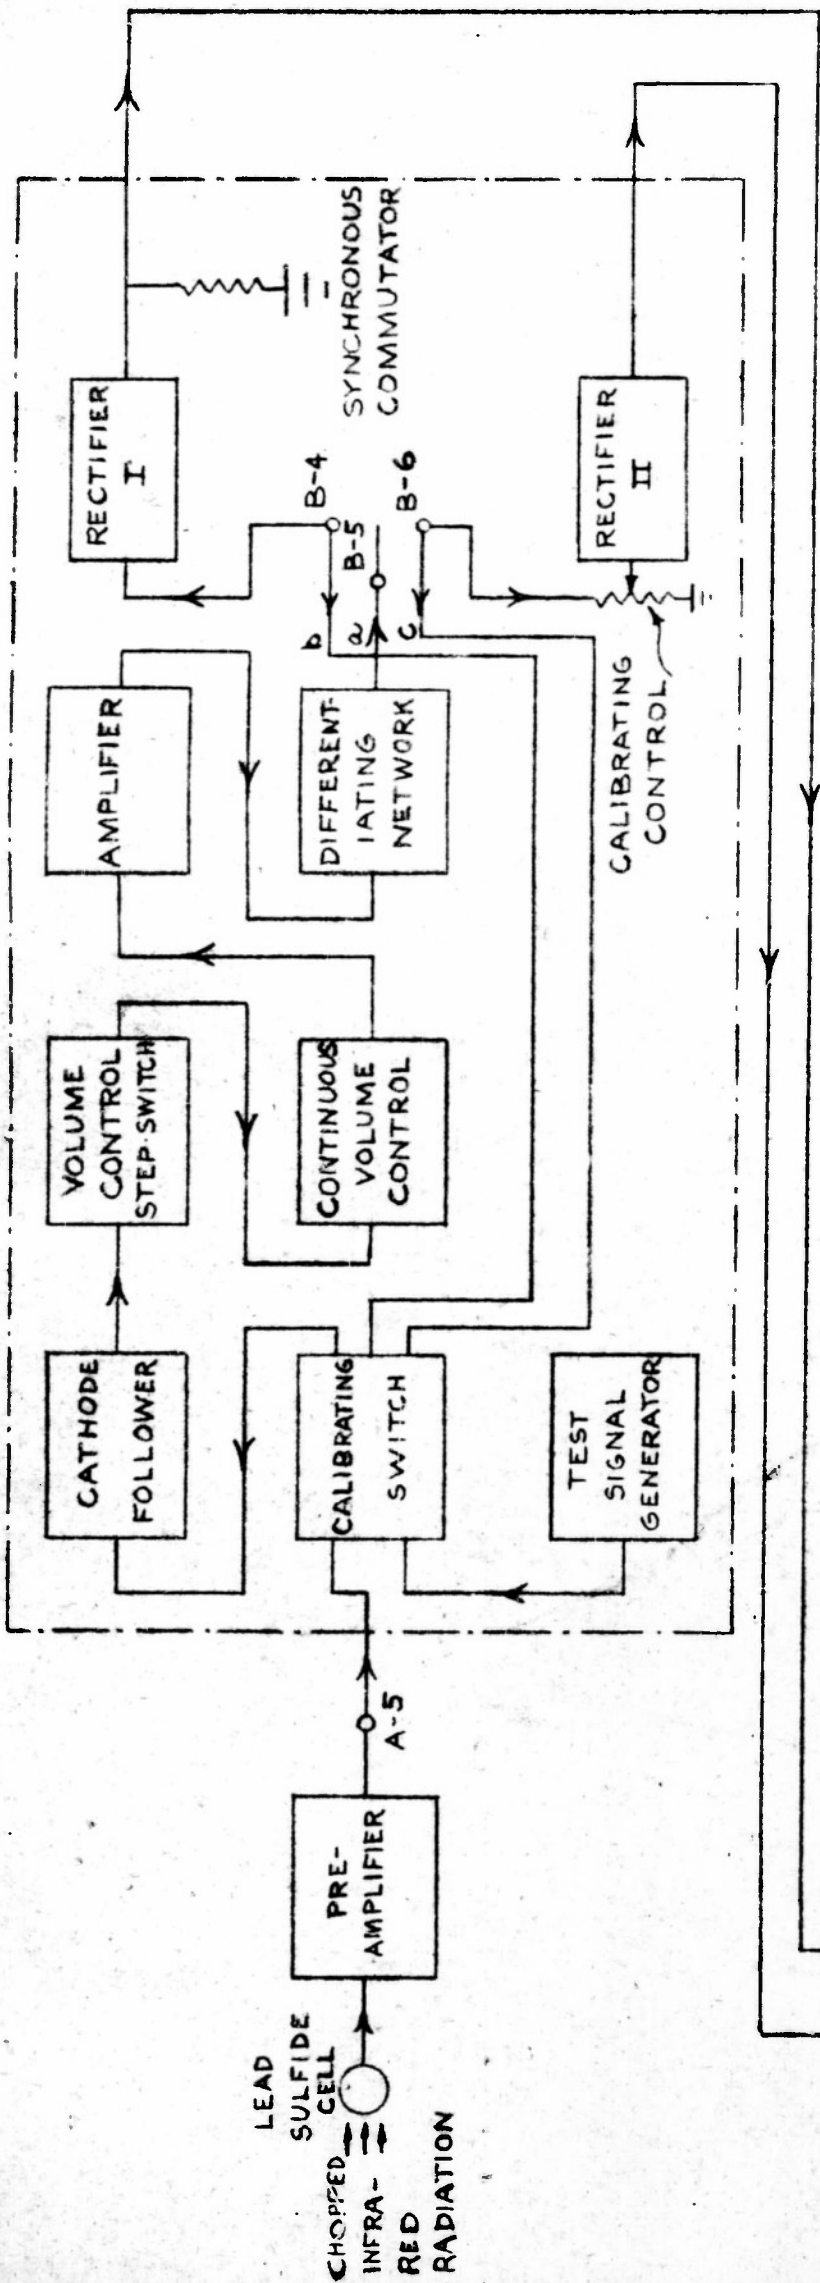 CHOPPED
INFRA-
RED
RADIATION
LEAD
SULFIDE
CELL
PRE-
AMPLIFIER
A-5
CATHODE
FOLLOWER
CALIBRATING
SWITCH
TEST
SIGNAL
GENERATOR
VOLUME
CONTROL
STEP-SWITCH
CONTINUOUS
VOLUME
CONTROL
AMPLIFIER
DIFFERENT-
IATING
NETWORK
b
a
c
B-4
B-5
B-6
SYNCHRONOUS
COMMUTATOR
CALIBRATING
CONTROL
RECTIFIER
I
RECTIFIER
II